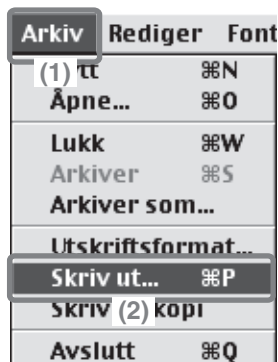 Arkiv Rediger Font
(1) ⌘N
Åpne... ⌘O
Lukk ⌘W
Arkiver ⌘S
Arkiver som...
Utskriftsformat...
Skriv ut... ⌘P
Skriv (2) kopi
Avslutt ⌘Q